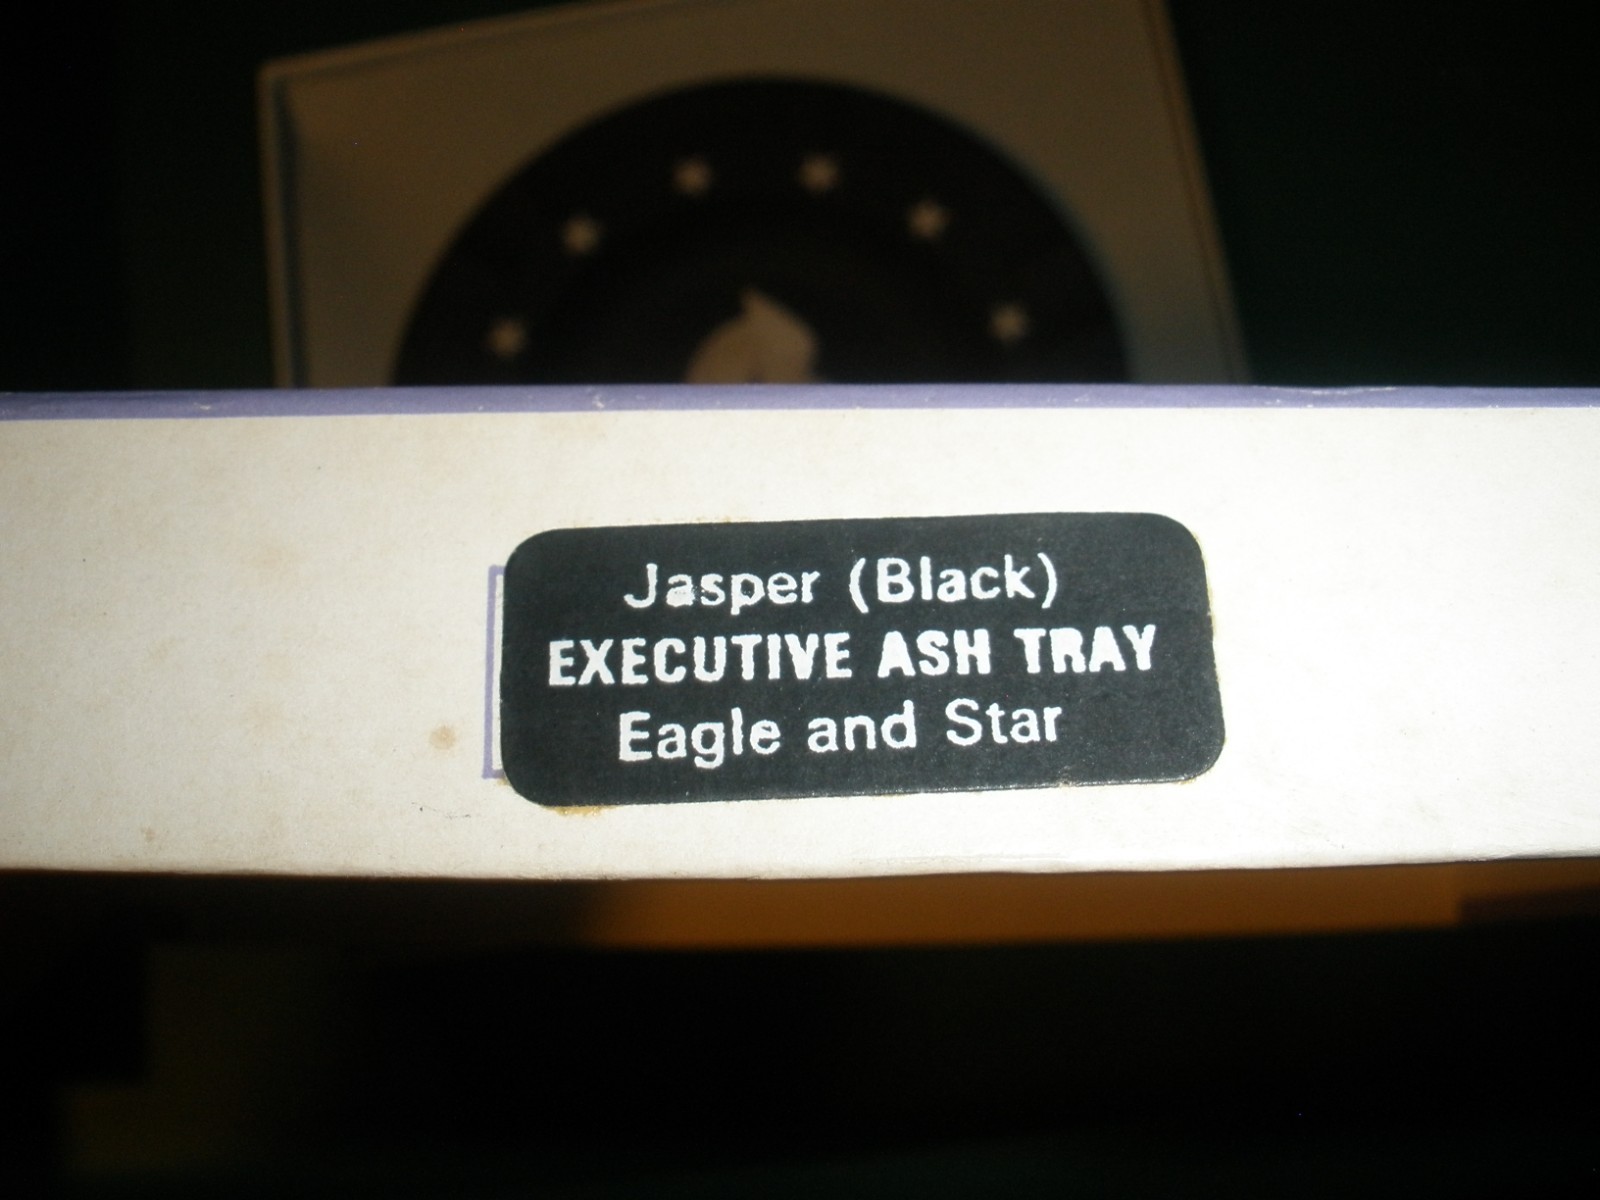 Jasper (Black)
EXECUTIVE ASH TRAY
Eagle and Star